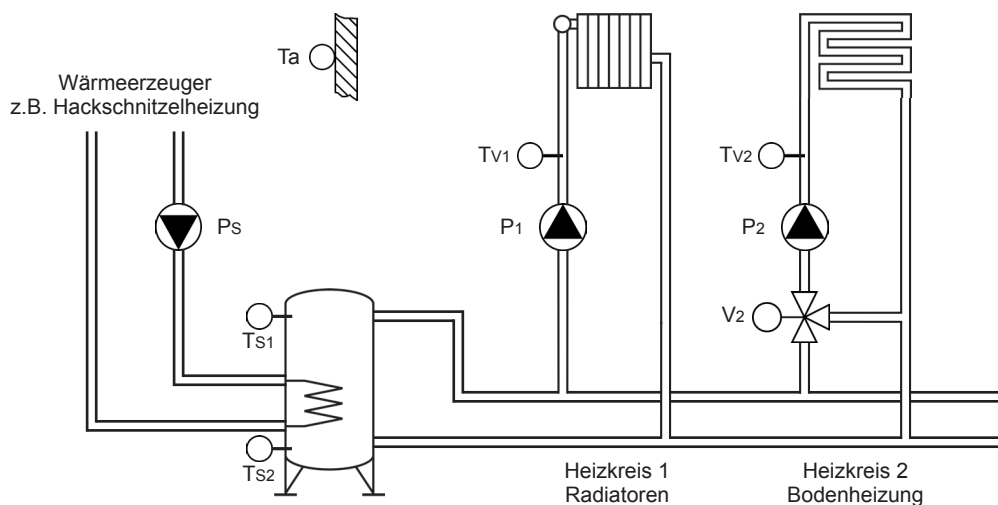 Ta
Wärmeerzeuger
z.B. Hackschnitzelheizung
TV1
TV2
PS
P1
P2
TS1
V2
TS2
Heizkreis 1
Radiatoren
Heizkreis 2
Bodenheizung